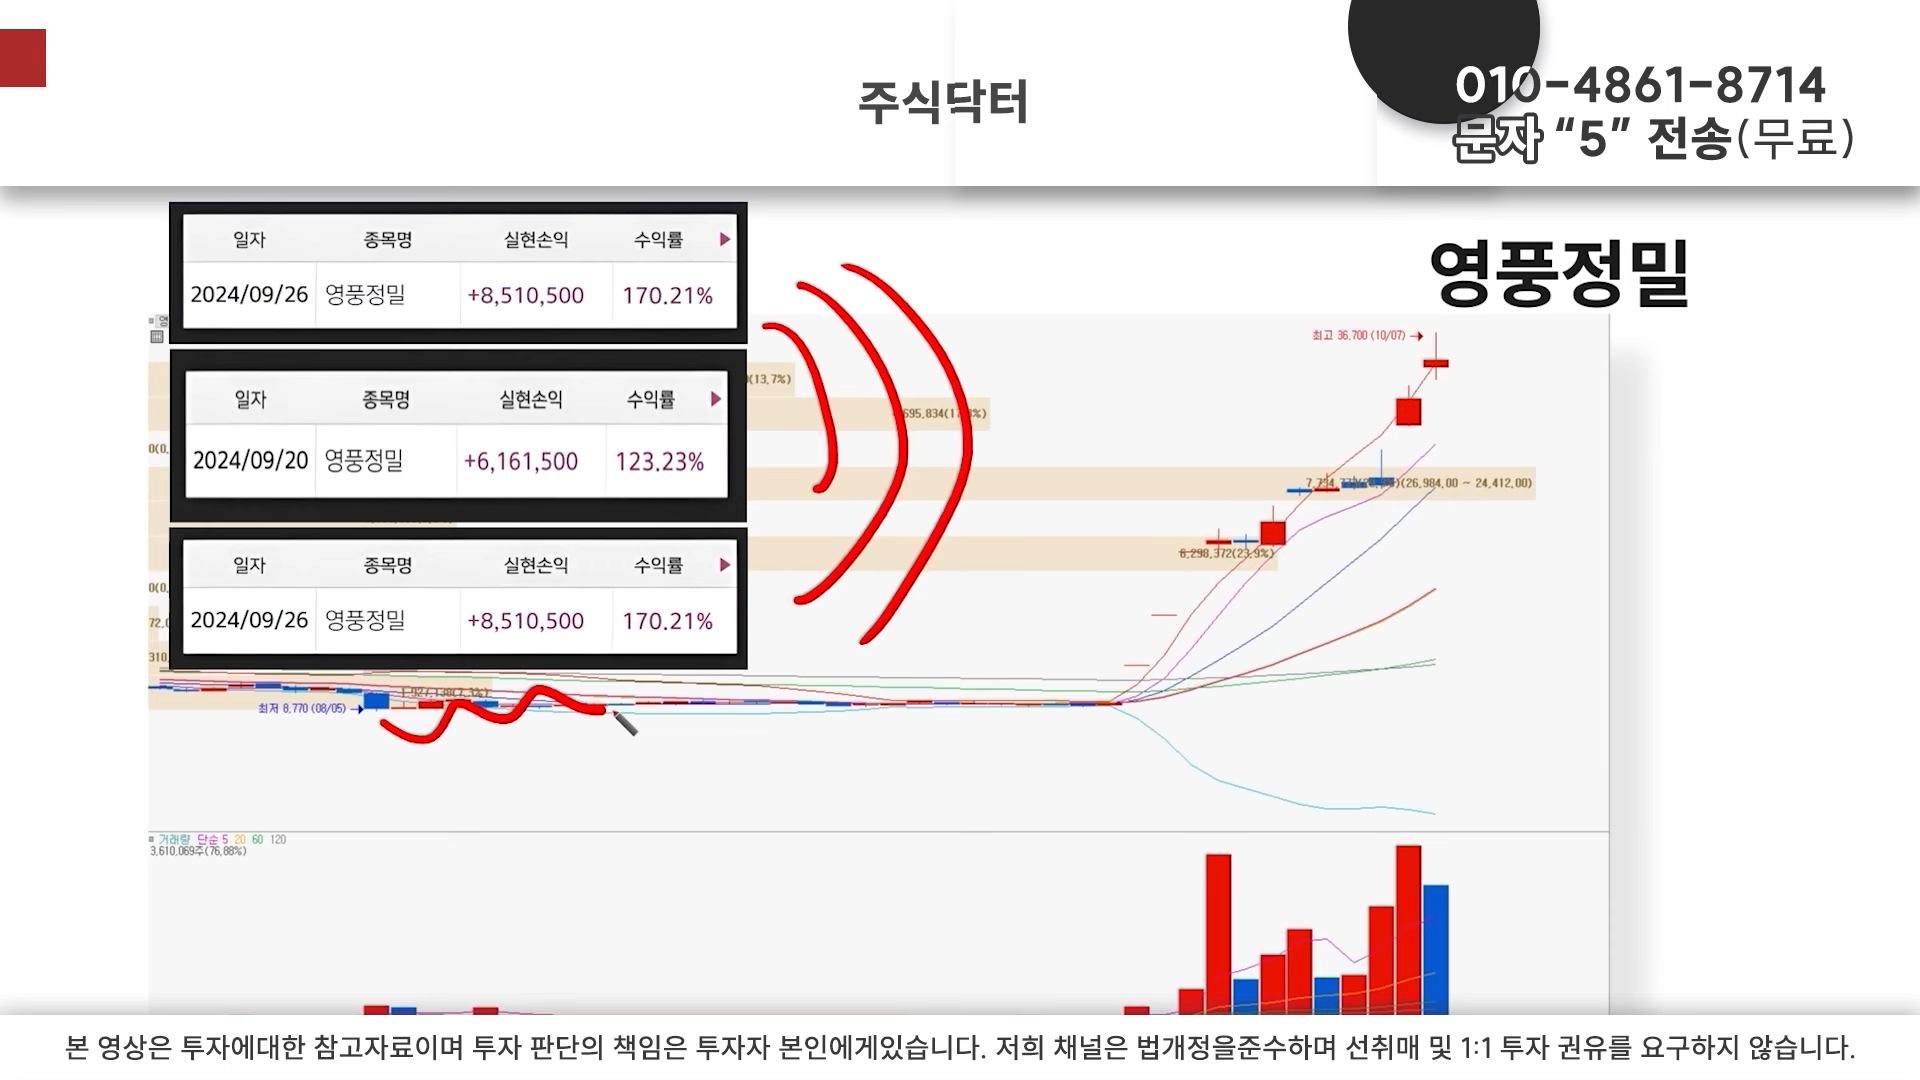 주식닥터
010-4861-8714
문자 “5” 전송(무료)
일자 종목명 실현손익 수익률
2024/09/26 영풍정밀 +8,510,500 170.21%
일자 종목명 실현손익 수익률
2024/09/20 영풍정밀 +6,161,500 123.23%
일자 종목명 실현손익 수익률
2024/09/26 영풍정밀 +8,510,500 170.21%
영풍정밀
최고 36,700 (10/07)
(13.7%)
(26,984.00 ~ 24,412.00)
6,298,372(23.9%)
최저 8,770 (08/05)
거래량 단순 5 20 60 120
3,610,069주(76.88%)
본 영상은 투자에대한 참고자료이며 투자 판단의 책임은 투자자 본인에게있습니다. 저희 채널은 법개정을준수하며 선취매 및 1:1 투자 권유를 요구하지 않습니다.